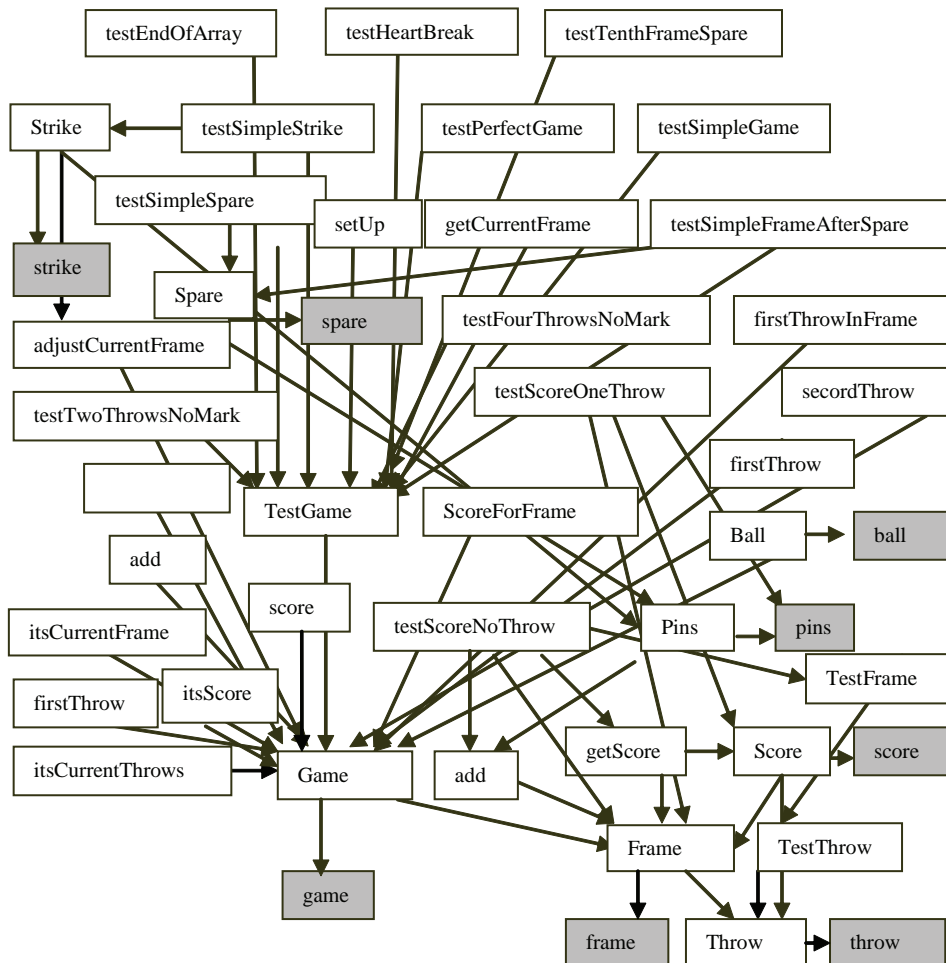 testEndOfArray
testHeartBreak
testTenthFrameSpare
Strike
testSimpleStrike
testPerfectGame
testSimpleGame
testSimpleSpare
setUp
getCurrentFrame
testSimpleFrameAfterSpare
strike
Spare
spare
testFourThrowsNoMark
firstThrowInFrame
adjustCurrentFrame
testScoreOneThrow
secordThrow
testTwoThrowsNoMark
firstThrow
TestGame
ScoreForFrame
Ball
ball
add
score
itsCurrentFrame
testScoreNoThrow
Pins
pins
itsScore
TestFrame
firstThrow
itsCurrentThrows
Game
add
getScore
Score
score
Frame
TestThrow
game
frame
Throw
throw